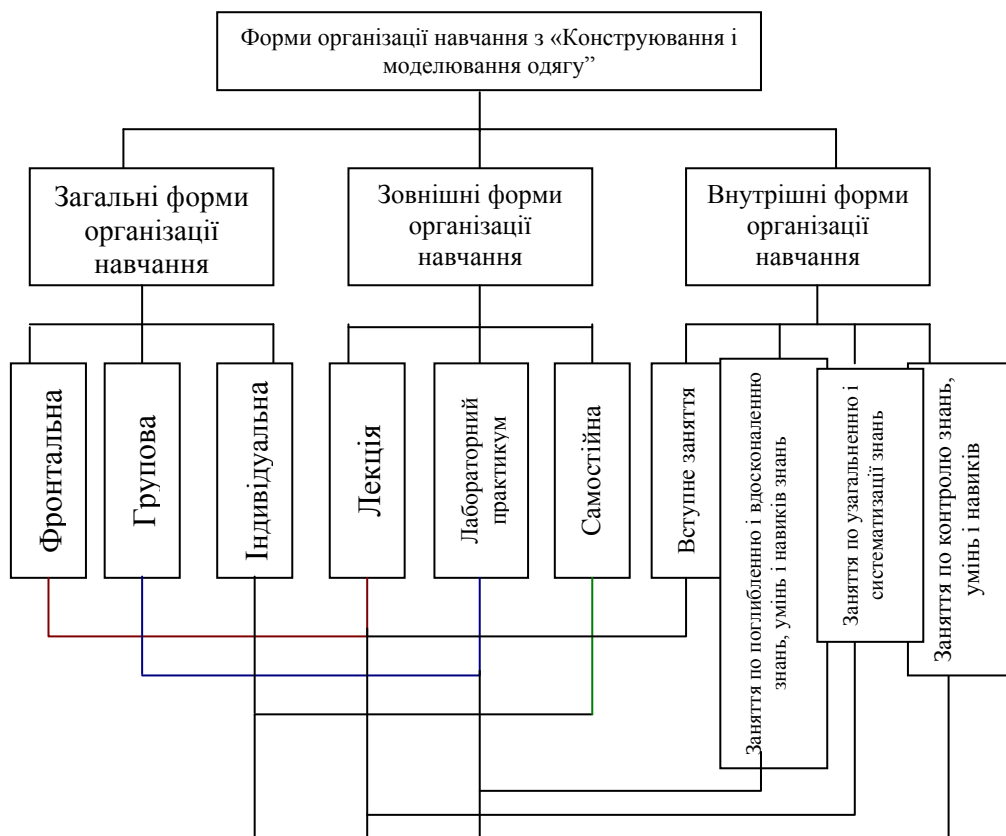 Форми організації навчання з «Конструювання і
моделювання одягу”
Загальні форми
організації
навчання
Зовнішні форми
організації
навчання
Внутрішні форми
організації
навчання
Фронтальна
Групова
Індивідуальна
Лекція
Лабораторний
практикум
Самостійна
Вступне заняття
Заняття по поглибленню і вдосконаленню
знань, умінь і навиків знань
Заняття по узагальненню і
систематизації знань
Заняття по контролю знань,
умінь і навиків